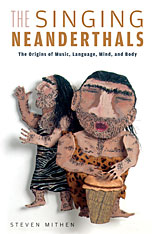 THE SINGING
NEANDERTHALS
The Origins of Music, Language, Mind, and Body
STEVEN MITHEN